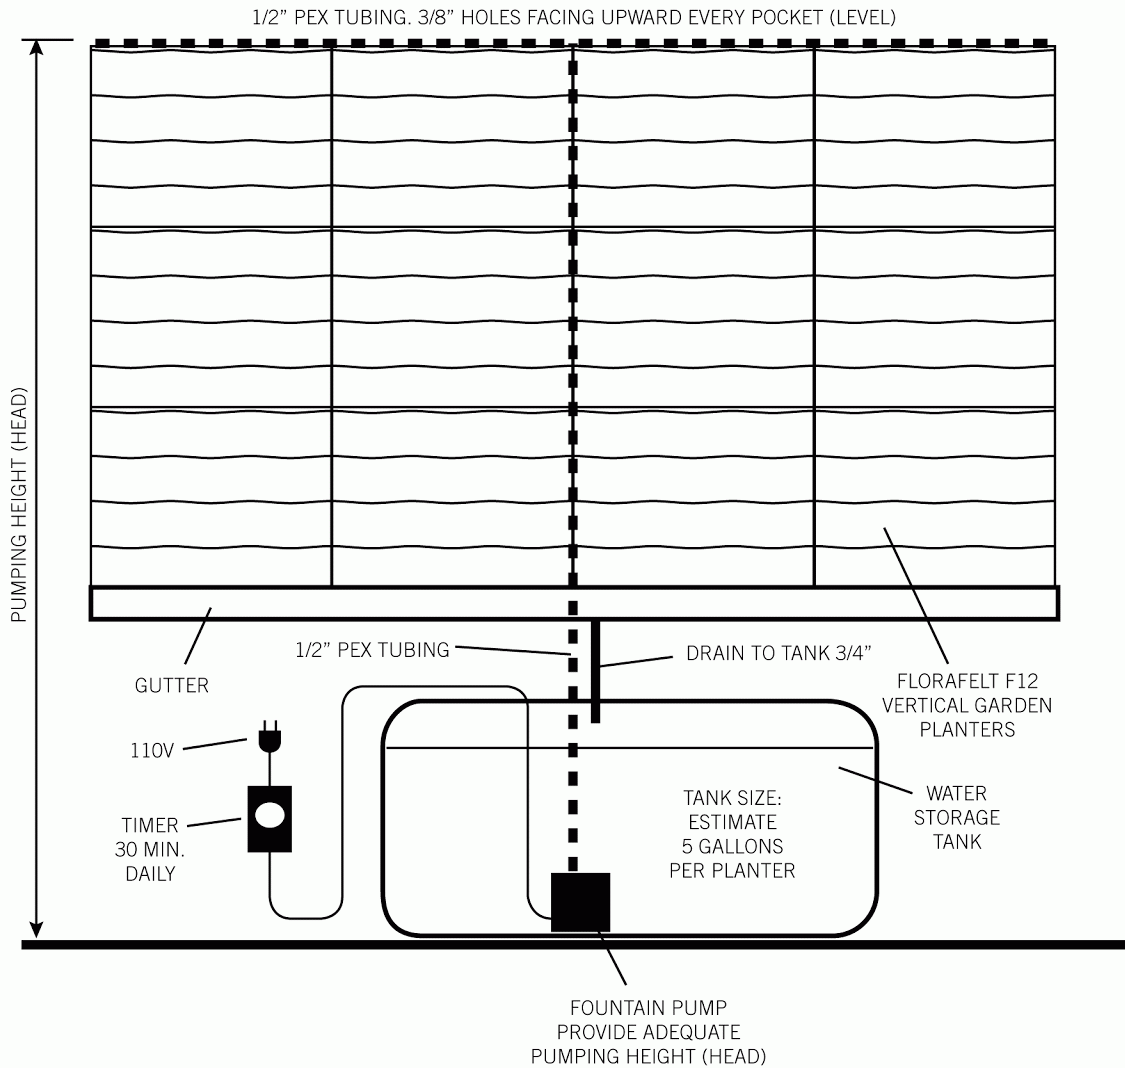 1/2” PEX TUBING. 3/8” HOLES FACING UPWARD EVERY POCKET (LEVEL)
PUMPING HEIGHT (HEAD)
1/2” PEX TUBING
DRAIN TO TANK 3/4”
GUTTER
FLORAFELT F12
VERTICAL GARDEN
PLANTERS
110V
TIMER
30 MIN.
DAILY
TANK SIZE:
ESTIMATE
5 GALLONS
PER PLANTER
WATER
STORAGE
TANK
FOUNTAIN PUMP
PROVIDE ADEQUATE
PUMPING HEIGHT (HEAD)